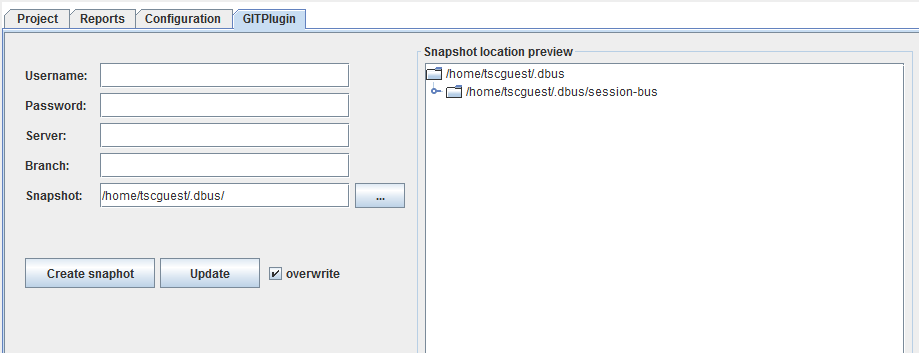 Project Reports Configuration GITPlugin
Snapshot location preview
Username:
Password:
Server:
Branch:
Snapshot: /home/tscguest/.dbus/ ...
Create snaphot Update overwrite
/home/tscguest/.dbus
/home/tscguest/.dbus/session-bus